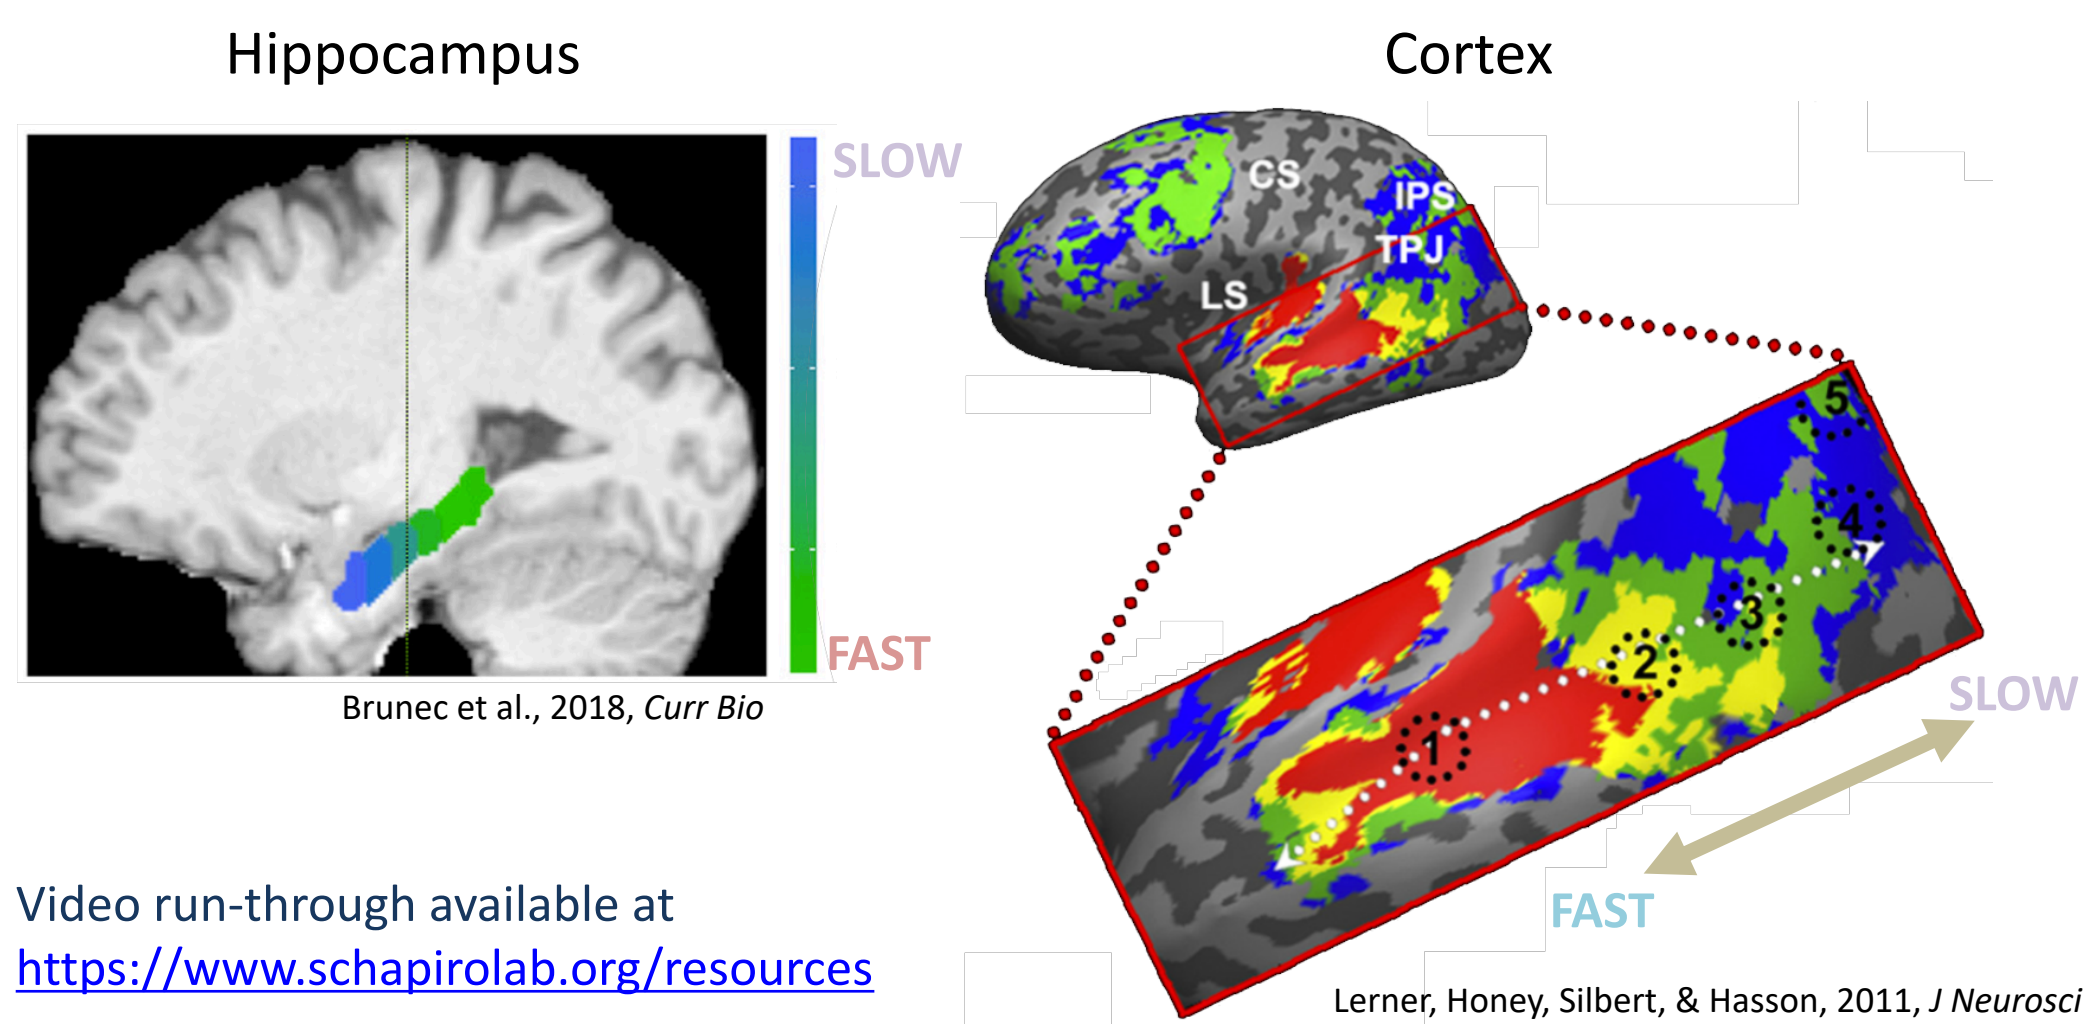 Hippocampus
SLOW
FAST
Brunec et al., 2018, Curr Bio
Video run-through available at
https://www.schapirolab.org/resources
Cortex
CS
IPS
TPJ
LS
5
4
3
2
1
SLOW
FAST
Lerner, Honey, Silbert, & Hasson, 2011, J Neurosci